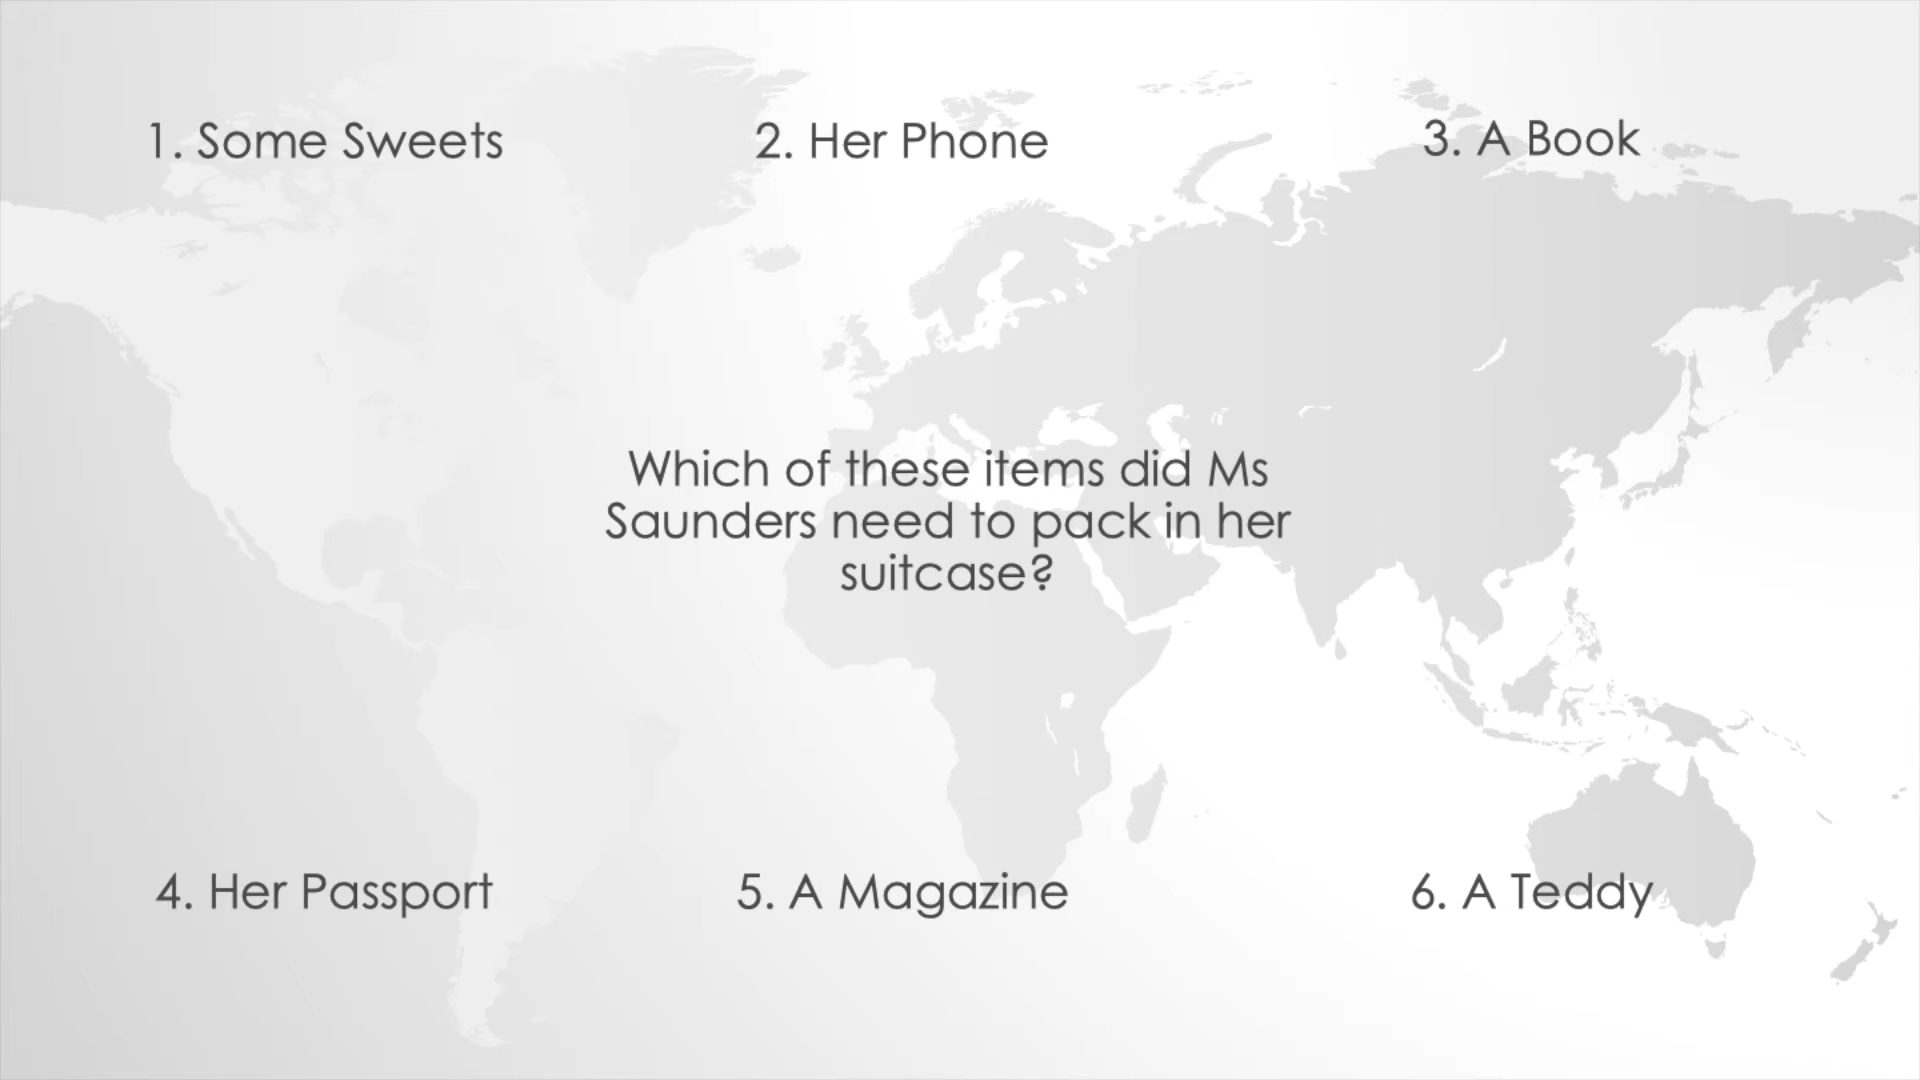 1. Some Sweets
2. Her Phone
3. A Book
Which of these items did Ms
Saunders need to pack in her
suitcase?
4. Her Passport
5. A Magazine
6. A Teddy